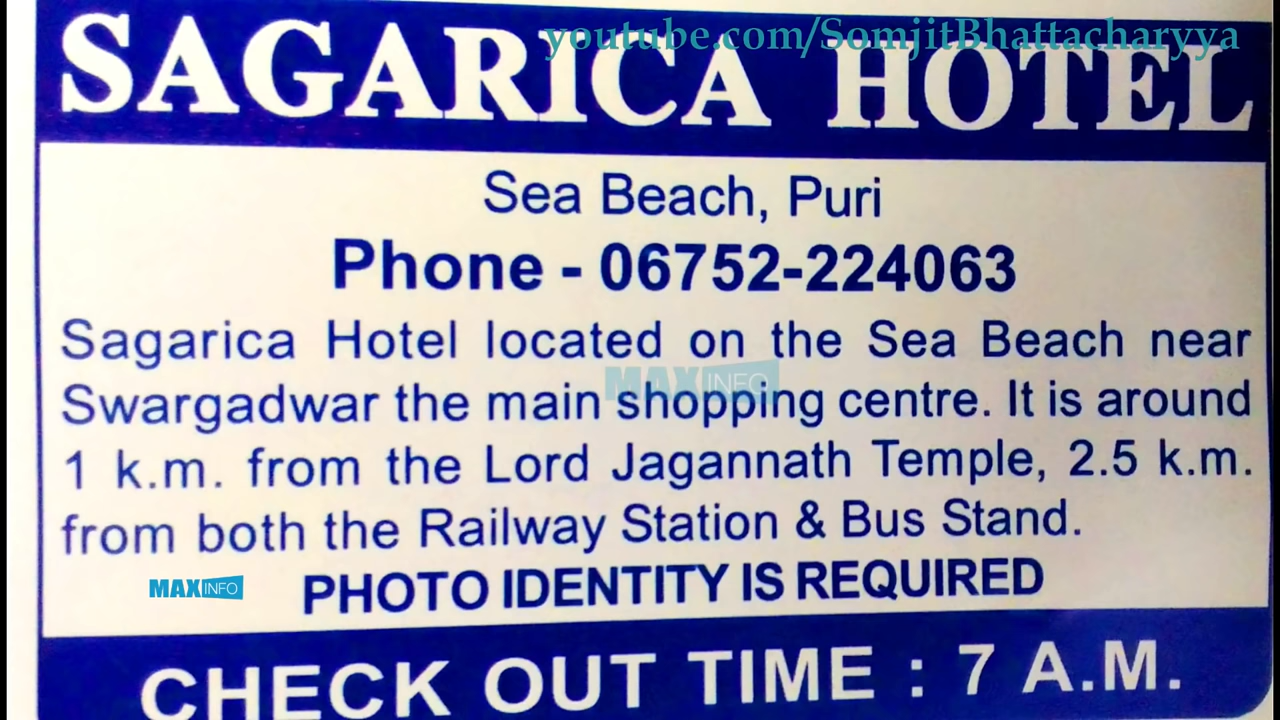 youtube.com/SomjitBhattacharyya
SAGARICA HOTEL
Sea Beach, Puri
Phone - 06752-224063
Sagarica Hotel located on the Sea Beach near
MAXINFO
Swargadwar the main shopping centre. It is around
1 k.m. from the Lord Jagannath Temple, 2.5 k.m.
from both the Railway Station & Bus Stand.
MAXINFO
PHOTO IDENTITY IS REQUIRED
CHECK OUT TIME : 7 A.M.